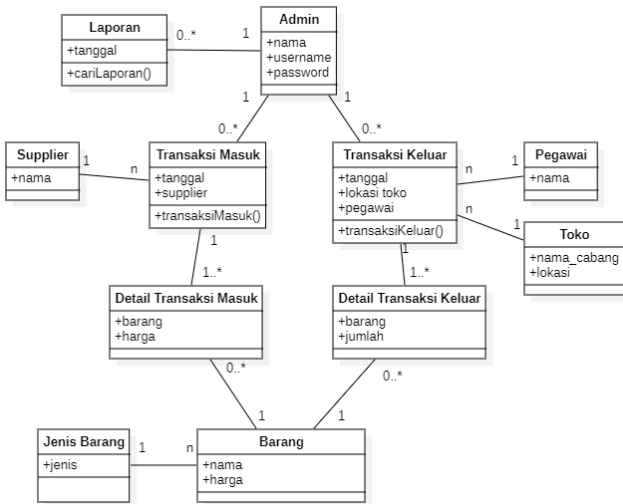 Laporan
+tanggal
+cariLaporan()
0..*
1
Admin
+nama
+username
+password
1
1
0..*
0..*
Supplier
+nama
1
n
Transaksi Masuk
+tanggal
+supplier
+transaksiMasuk()
Transaksi Keluar
+tanggal
+lokasi toko
+pegawai
+transaksiKeluar()
n
1
Pegawai
+nama
n
1
Toko
+nama_cabang
+lokasi
1
1..*
1
1..*
Detail Transaksi Masuk
+barang
+harga
Detail Transaksi Keluar
+barang
+jumlah
0..*
0..*
1
1
Jenis Barang
+jenis
1
n
Barang
+nama
+harga